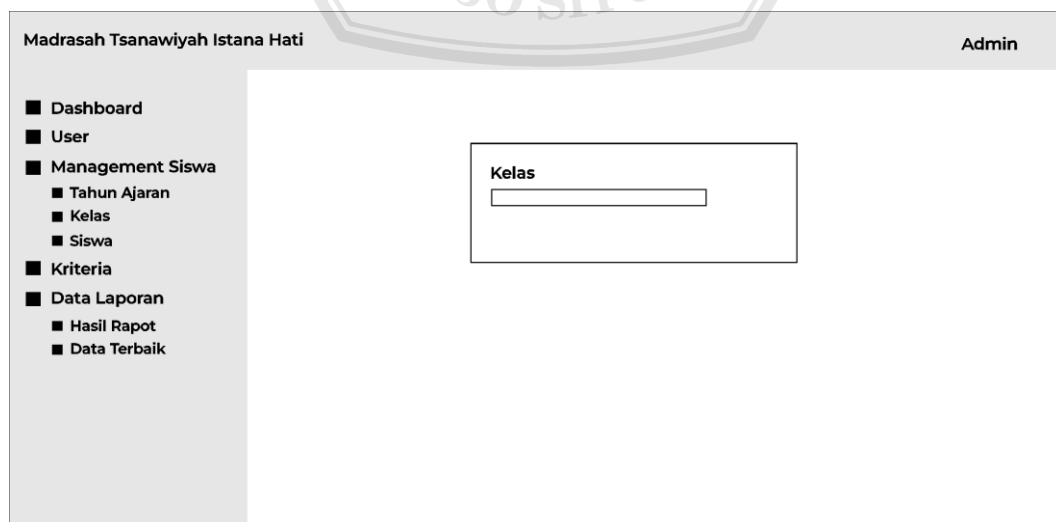 Madrasah Tsanawiyah Istana Hati
Admin
Dashboard
User
Management Siswa
Tahun Ajaran
Kelas
Siswa
Kriteria
Data Laporan
Hasil Rapot
Data Terbaik
Kelas